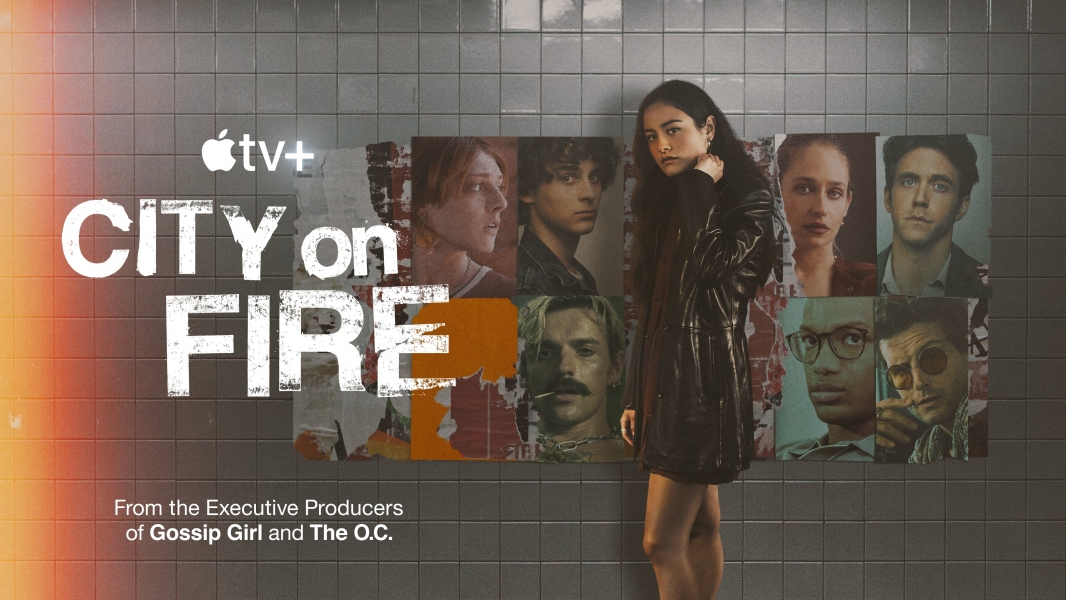 tv+
CITY on
FIRE
From the Executive Producers
of Gossip Girl and The O.C.